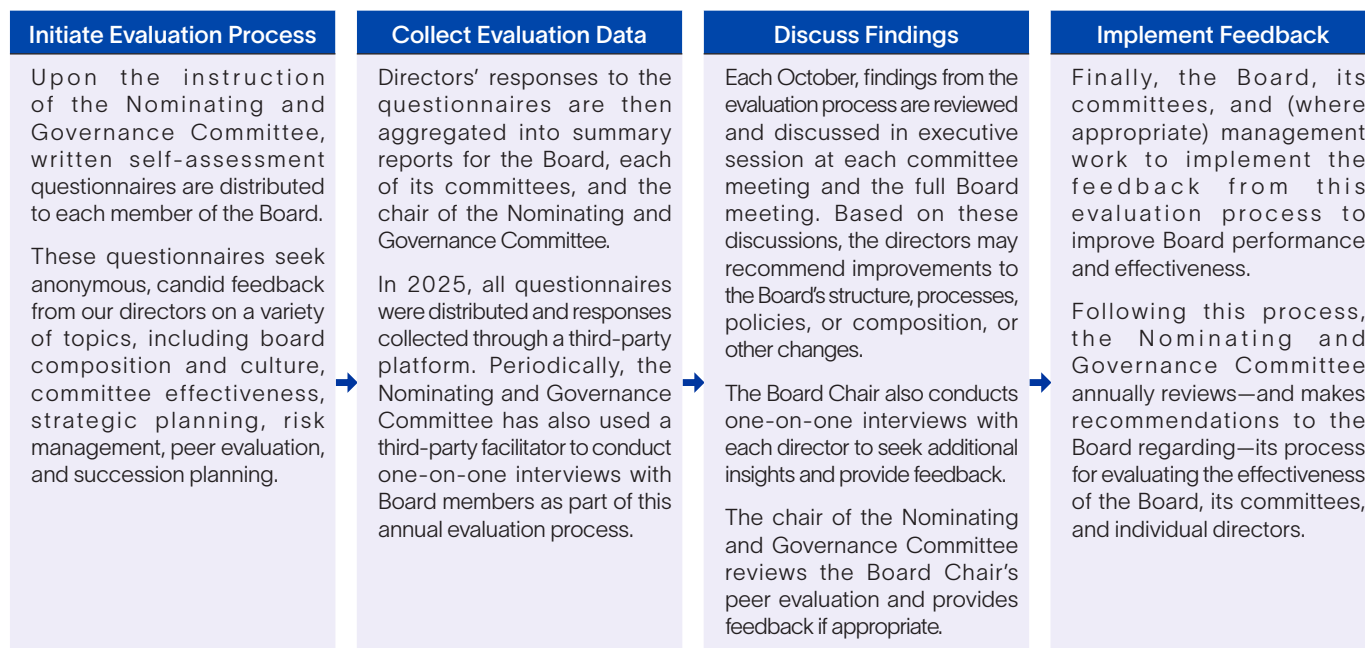 Initiate Evaluation Process
Upon the instruction
of the Nominating and
Governance Committee,
written self-assessment
questionnaires are distributed
to each member of the Board.
These questionnaires seek
anonymous, candid feedback
from our directors on a variety
of topics, including board
composition and culture,
committee effectiveness,
strategic planning, risk
management, peer evaluation,
and succession planning.
Collect Evaluation Data
Directors’ responses to the
questionnaires are then
aggregated into summary
reports for the Board, each
of its committees, and the
chair of the Nominating and
Governance Committee.
In 2025, all questionnaires
were distributed and responses
collected through a third-party
platform. Periodically, the
Nominating and Governance
Committee has also used a
third-party facilitator to conduct
one-on-one interviews with
Board members as part of this
annual evaluation process.
Discuss Findings
Each October, findings from the
evaluation process are reviewed
and discussed in executive
session at each committee
meeting and the full Board
meeting. Based on these
discussions, the directors may
recommend improvements to
the Board’s structure, processes,
policies, or composition, or
other changes.
The Board Chair also conducts
one-on-one interviews with
each director to seek additional
insights and provide feedback.
The chair of the Nominating
and Governance Committee
reviews the Board Chair’s
peer evaluation and provides
feedback if appropriate.
Implement Feedback
Finally, the Board, its
committees, and (where
appropriate) management
work to implement the
feedback from this
evaluation process to
improve Board performance
and effectiveness.
Following this process,
the Nominating and
Governance Committee
annually reviews—and makes
recommendations to the
Board regarding—its process
for evaluating the effectiveness
of the Board, its committees,
and individual directors.